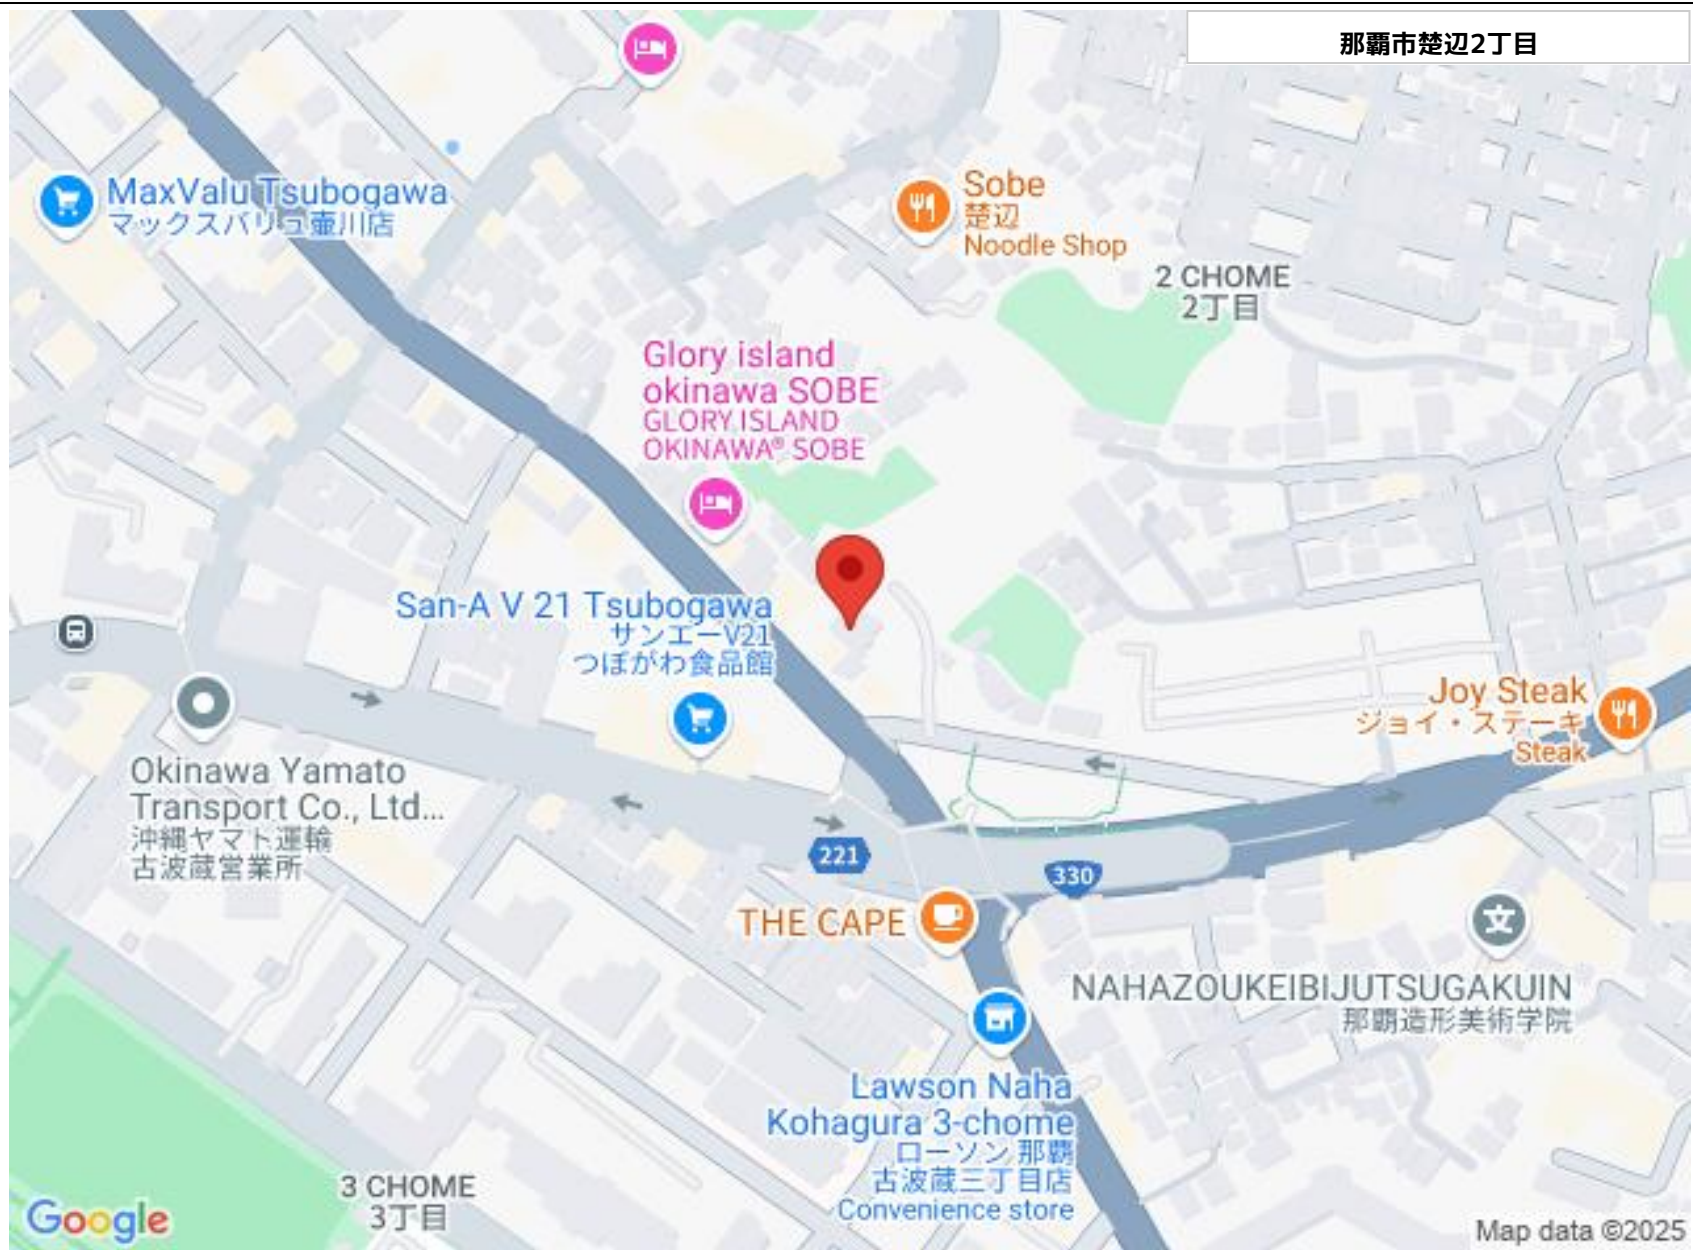 那覇市楚辺2丁目
MaxValu Tsubogawa
マックスバリュ壷川店
Sobe
楚辺
Noodle Shop
2 CHOME
2丁目
Glory island
okinawa SOBE
GLORY ISLAND
OKINAWA® SOBE
San-A V 21 Tsubogawa
サンエーV21
つぼがわ食品館
Joy Steak
ジョイ・ステーキ
Steak
Okinawa Yamato
Transport Co., Ltd...
沖縄ヤマト運輸
古波蔵営業所
221
330
THE CAPE
文
NAHAZOUKEIBIJUTSUGAKUIN
那覇造形美術学院
Lawson Naha
Kohagura 3-chome
ローソン 那覇
古波蔵三丁目店
Convenience store
3 CHOME
3丁目
Google
Map data ©2025